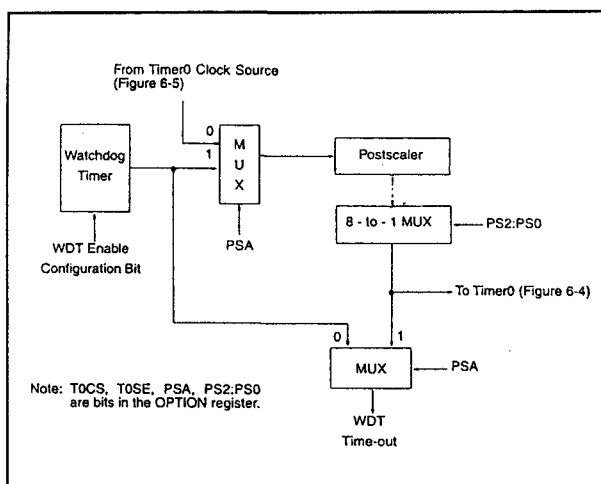 From Timer0 Clock Source
(Figure 6-5)
0
1
M
U
X
Watchdog
Timer
Postscaler
8 - to - 1 MUX
PS2:PS0
WDT Enable
Configuration Bit
PSA
To Timer0 (Figure 6-4)
0
1
MUX
PSA
Note: T0CS, T0SE, PSA, PS2:PS0
are bits in the OPTION register.
WDT
Time-out